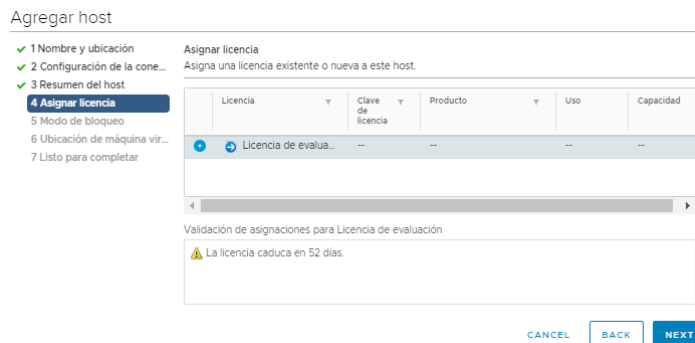 Agregar host
1 Nombre y ubicación
2 Configuración de la cone...
3 Resumen del host
4 Asignar licencia
5 Modo de bloqueo
6 Ubicación de máquina vir...
7 Listo para completar
Asignar licencia
Asigna una licencia existente o nueva a este host.
Licencia
Clave de licencia
Producto
Uso
Capacidad
Licencia de evalua...
--
--
--
--
Validación de asignaciones para Licencia de evaluación
La licencia caduca en 52 días.
CANCEL
BACK
NEXT